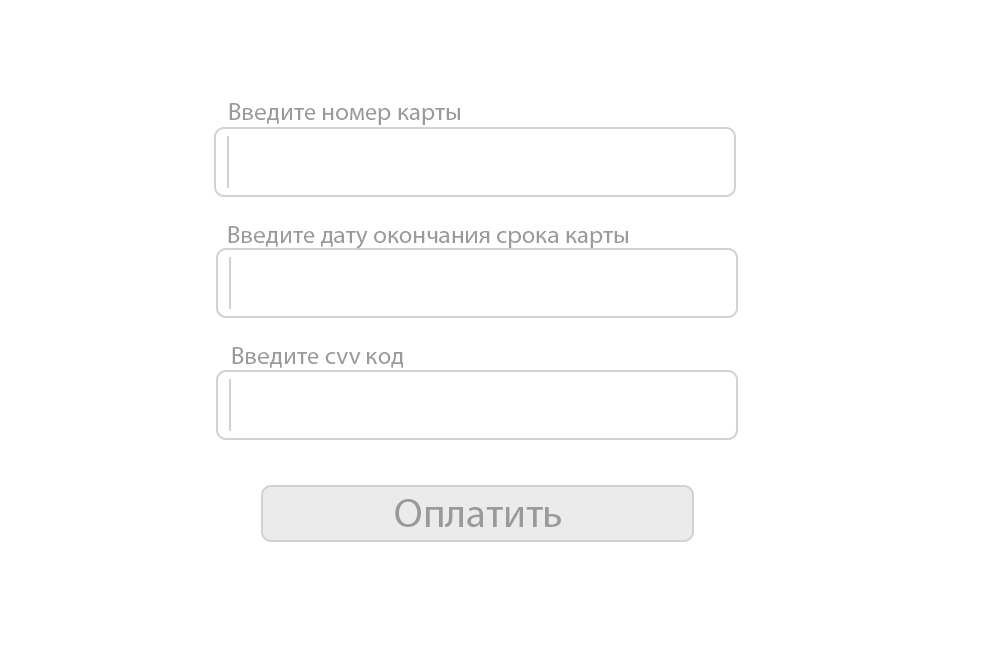 Введите номер карты
Введите дату окончания срока карты
Введите cvv код
Оплатить